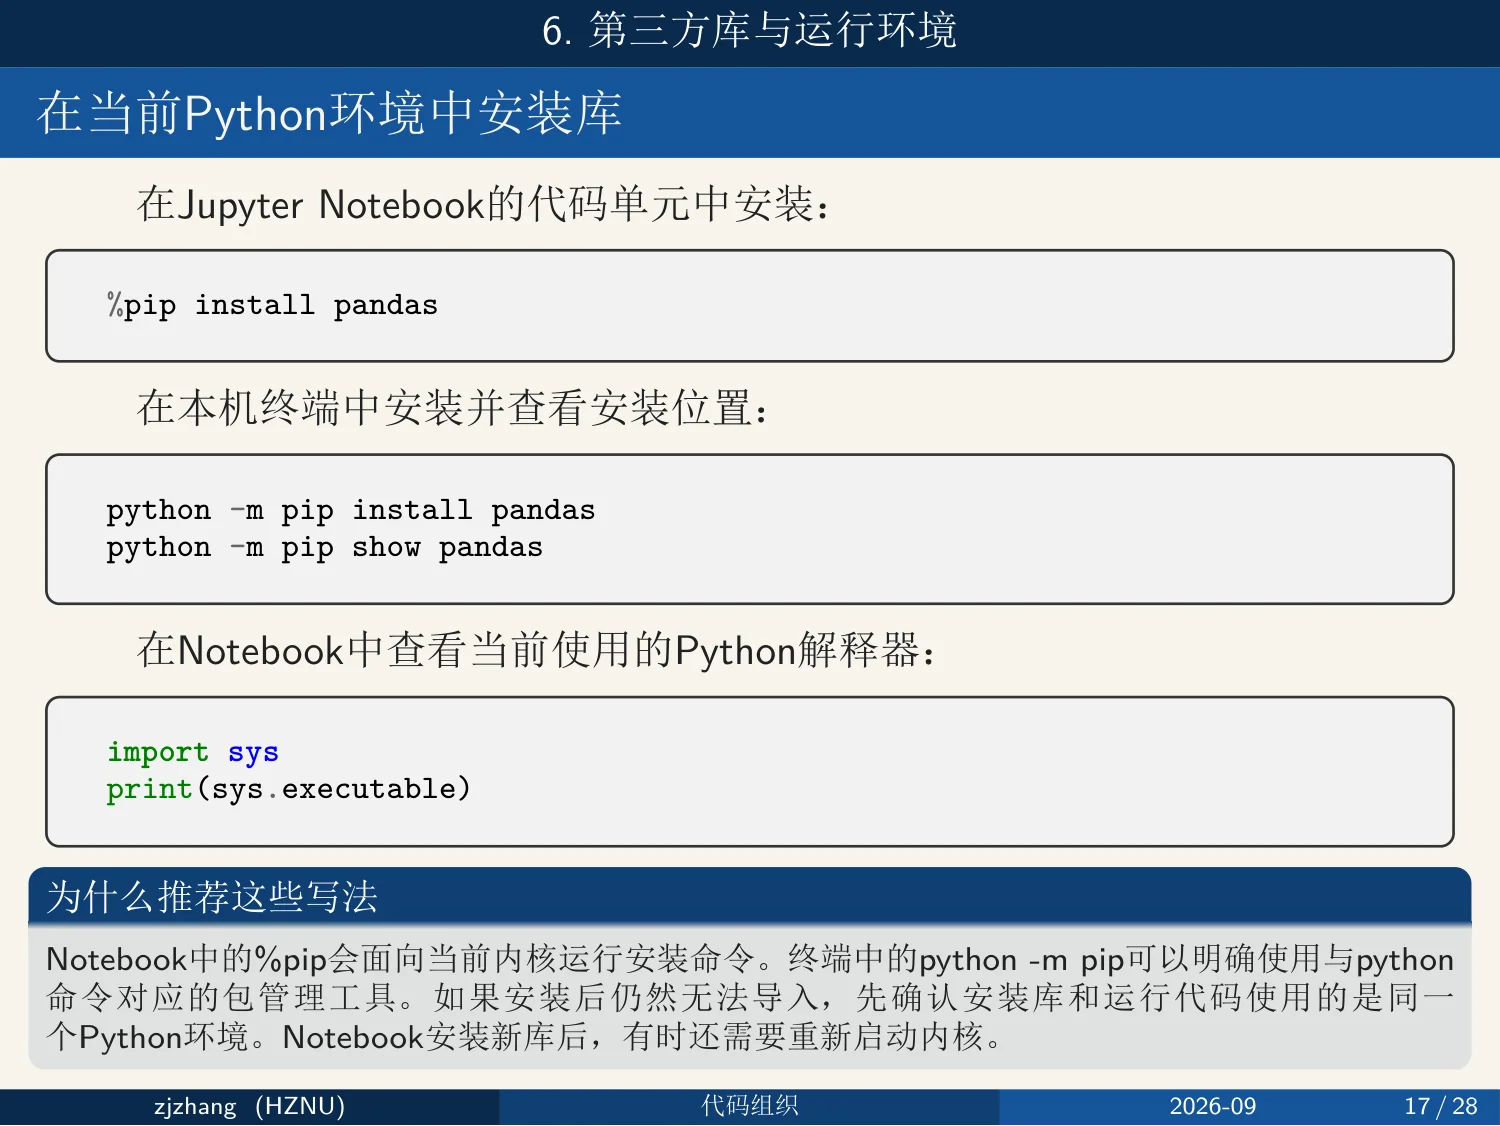 6. 第三方库与运行环境
在当前Python环境中安装库
在Jupyter Notebook的代码单元中安装：
%pip install pandas
在本机终端中安装并查看安装位置：
python -m pip install pandas
python -m pip show pandas
在Notebook中查看当前使用的Python解释器：
import sys
print(sys.executable)
为什么推荐这些写法
Notebook中的%pip会面向当前内核运行安装命令。终端中的python -m pip可以明确使用与python
命令对应的包管理工具。如果安装后仍然无法导入，先确认安装库和运行代码使用的是同一
个Python环境。Notebook安装新库后，有时还需要重新启动内核。
zjzhang (HZNU) 代码组织 2026-09 17 / 28